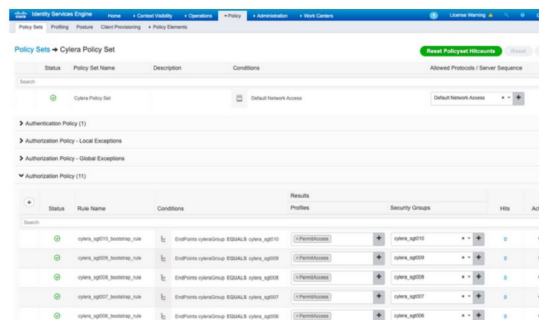 cisco Identity Services Engine Home Context Visibility Operations Policy Administration Work Centers License Warning
Policy Sets Profiling Posture Client Provisioning Policy Elements
Policy Sets → Cylera Policy Set Reset Policyset Hitcounts Reset
Status Policy Set Name Description Conditions Allowed Protocols / Server Sequence
Search
Cylera Policy Set Default Network Access Default Network Access
Authentication Policy (1)
Authorization Policy - Local Exceptions
Authorization Policy - Global Exceptions
Authorization Policy (11)
Results
Status Rule Name Conditions Profiles Security Groups Hits
Search
cylera_sgt010_bootstrap_rule EndPoints cyleraGroup EQUALS cylera_sgt010 × PermitAccess cylera_sgt010 0
cylera_sgt009_bootstrap_rule EndPoints cyleraGroup EQUALS cylera_sgt009 × PermitAccess cylera_sgt009 0
cylera_sgt008_bootstrap_rule EndPoints cyleraGroup EQUALS cylera_sgt008 × PermitAccess cylera_sgt008 0
cylera_sgt007_bootstrap_rule EndPoints cyleraGroup EQUALS cylera_sgt007 × PermitAccess cylera_sgt007 0
cylera_sgt006_bootstrap_rule EndPoints cyleraGroup EQUALS cylera_sgt006 × PermitAccess cylera_sgt006 0